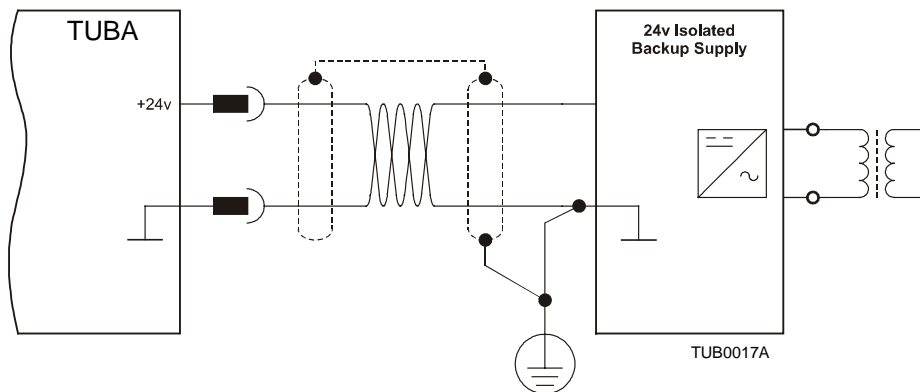 TUBA
24v Isolated
Backup Supply
+24v
TUB0017A